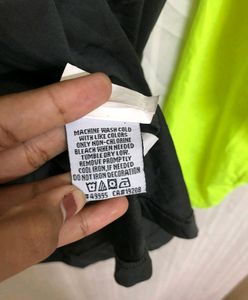 MACHINE WASH COLD
WITH LIKE COLORS
ONLY NON-CHLORINE
BLEACH WHEN NEEDED
TUMBLE DRY LOW.
REMOVE PROMPTLY
COOL IRON, IF NEEDED
DO NOT IRON DECORATION
#49995 CA#19208